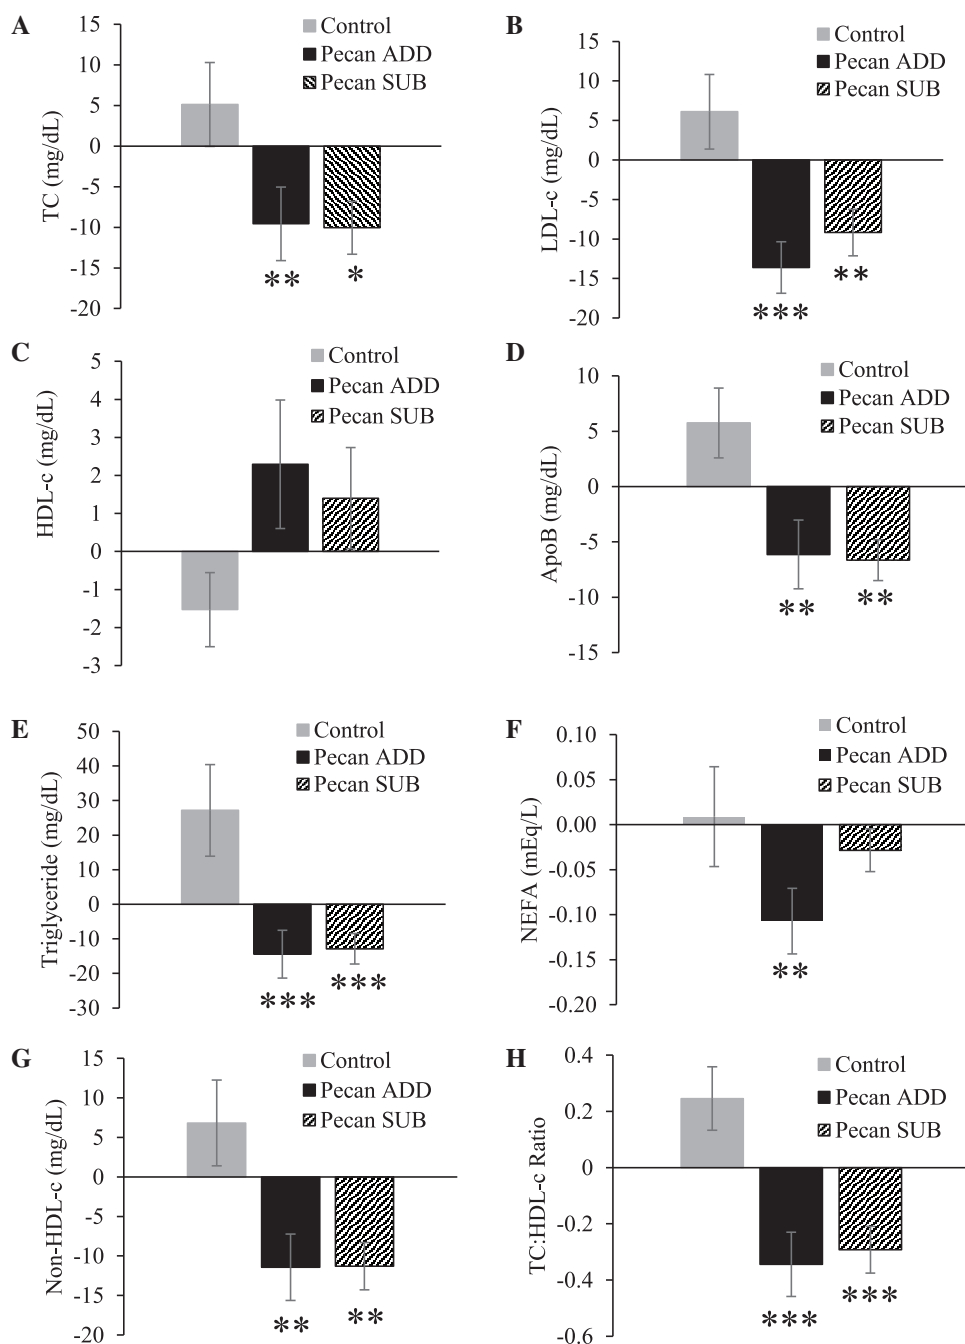 A
TC (mg/dL)
15
10
5
0
-5
-10
-15
-20
Control
Pecan ADD
Pecan SUB
**
*
B
LDL-c (mg/dL)
15
10
5
0
-5
-10
-15
-20
Control
Pecan ADD
Pecan SUB
***
**
C
HDL-c (mg/dL)
5
4
3
2
1
0
-1
-2
-3
Control
Pecan ADD
Pecan SUB
D
ApoB (mg/dL)
10
5
0
-5
-10
-15
Control
Pecan ADD
Pecan SUB
**
**
E
Triglyceride (mg/dL)
50
40
30
20
10
0
-10
-20
-30
Control
Pecan ADD
Pecan SUB
***
***
F
NEFA (mEq/L)
0.10
0.05
0.00
-0.05
-0.10
-0.15
-0.20
Control
Pecan ADD
Pecan SUB
**
G
Non-HDL-c (mg/dL)
15
10
5
0
-5
-10
-15
-20
Control
Pecan ADD
Pecan SUB
**
**
H
TC:HDL-c Ratio
0.4
0.2
0
-0.2
-0.4
-0.6
Control
Pecan ADD
Pecan SUB
***
***